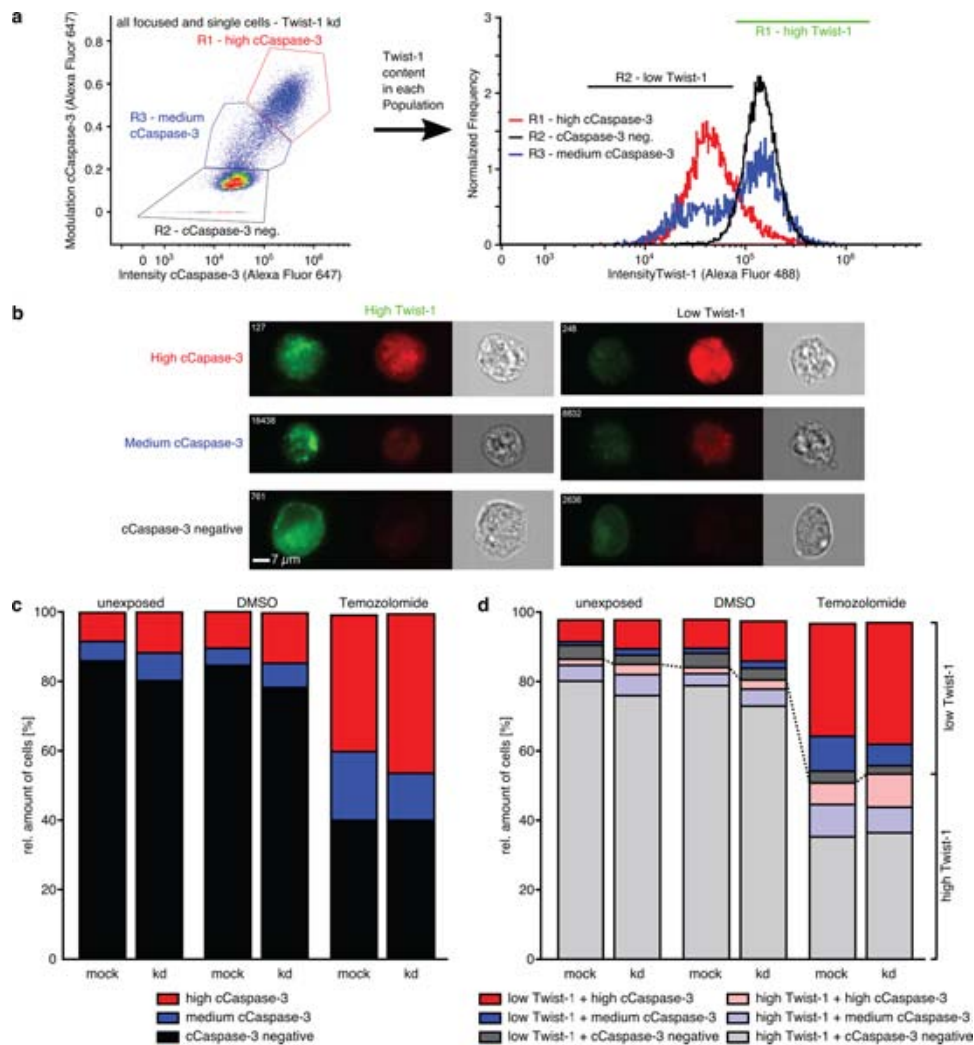 a
all focused and single cells - Twist-1 kd
R1 - high cCaspase-3
R3 - medium
cCaspase-3
R2 - cCaspase-3 neg.
Modulation cCaspase-3 (Alexa Fluor 647)
0.8
0.6
0.4
0.2
0
0 10³ 10⁴ 10⁵ 10⁶
Intensity cCaspase-3 (Alexa Fluor 647)
Twist-1
content
in each
Population
R1 - high Twist-1
R2 - low Twist-1
R1 - high cCaspase-3
R2 - cCaspase-3 neg.
R3 - medium cCaspase-3
Normalized Frequency
3
2
1
0
0 10³ 10⁴ 10⁵ 10⁶
IntensityTwist-1 (Alexa Fluor 488)
b
High Twist-1
Low Twist-1
High cCapase-3
127
248
Medium cCaspase-3
18438
8832
cCaspase-3 negative
761
2636
7 µm
c
unexposed DMSO Temozolomide
rel. amount of cells [%]
100
80
60
40
20
0
mock kd mock kd mock kd
high cCaspase-3
medium cCaspase-3
cCaspase-3 negative
d
unexposed DMSO Temozolomide
rel. amount of cells [%]
100
80
60
40
20
0
mock kd mock kd mock kd
low Twist-1
high Twist-1
low Twist-1 + high cCaspase-3
low Twist-1 + medium cCaspase-3
low Twist-1 + cCaspase-3 negative
high Twist-1 + high cCaspase-3
high Twist-1 + medium cCaspase-3
high Twist-1 + cCaspase-3 negative